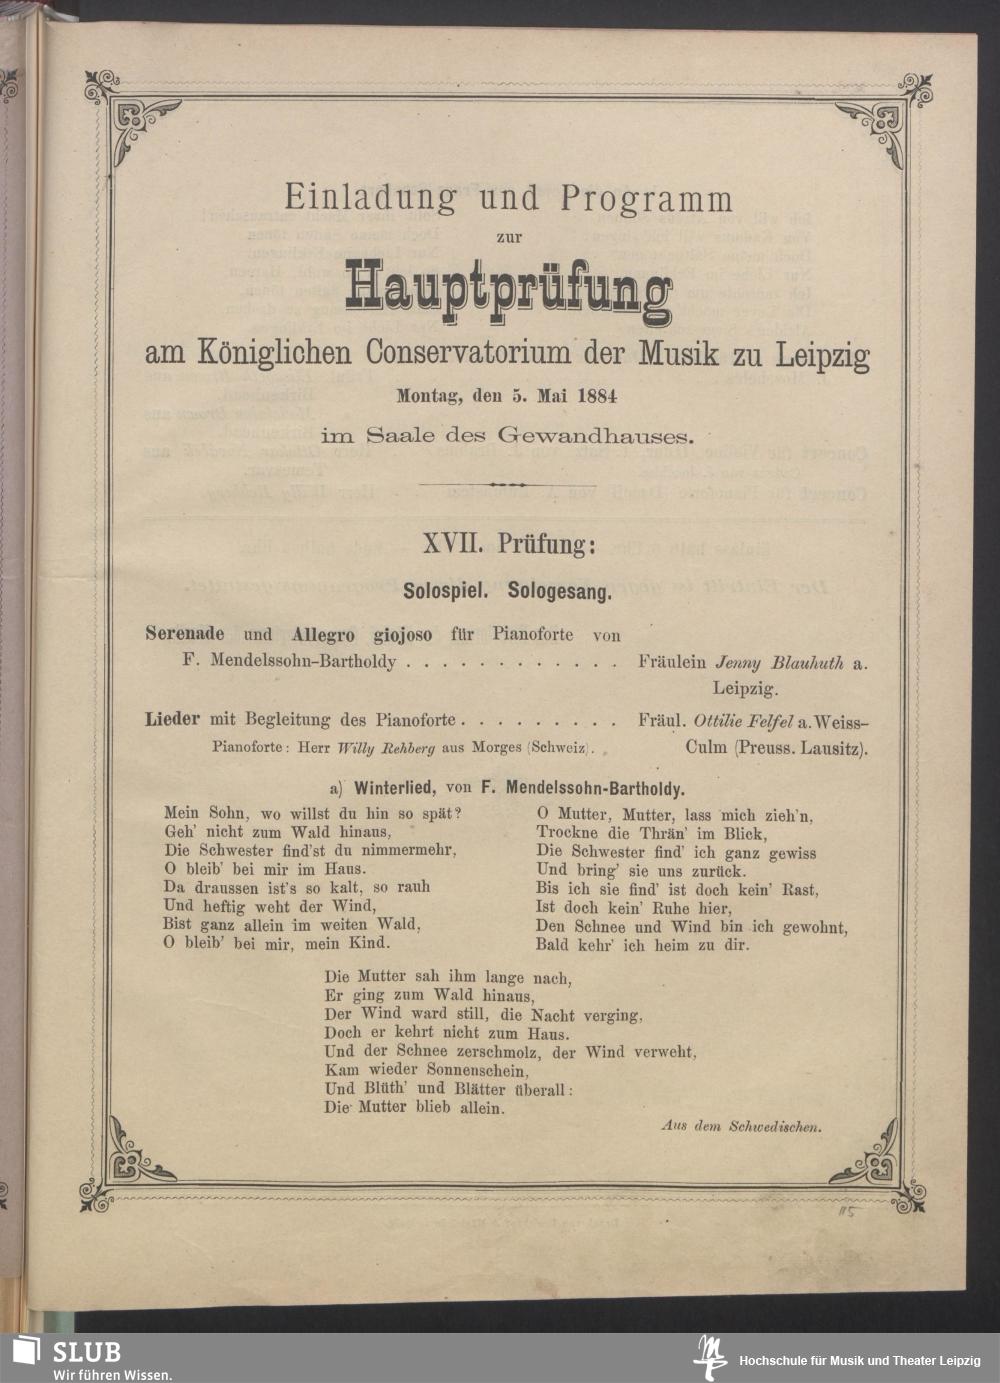 Einladung und Programm
zur
Hauptprüfung
am Königlichen Conservatorium der Musik zu Leipzig
Montag, den 5. Mai 1884
im Saale des Gewandhauses.
XVII. Prüfung:
Solospiel. Sologesang.
Serenade und Allegro giojoso für Pianoforte von
F. Mendelssohn-Bartholdy . . . . . . . . . . . . Fräulein Jenny Blauhuth a.
Leipzig.
Lieder mit Begleitung des Pianoforte . . . . . . . . . Fräul. Ottilie Felfel a. Weiss-
Pianoforte: Herr Willy Rehberg aus Morges (Schweiz). Culm (Preuss. Lausitz).
a) Winterlied, von F. Mendelssohn-Bartholdy.
Mein Sohn, wo willst du hin so spät?
Geh' nicht zum Wald hinaus,
Die Schwester find'st du nimmermehr,
O bleib' bei mir im Haus.
Da draussen ist's so kalt, so rauh
Und heftig weht der Wind,
Bist ganz allein im weiten Wald,
O bleib' bei mir, mein Kind.
O Mutter, Mutter, lass mich zieh'n,
Trockne die Thrän' im Blick,
Die Schwester find' ich ganz gewiss
Und bring' sie uns zurück.
Bis ich sie find' ist doch kein' Rast,
Ist doch kein' Ruhe hier,
Den Schnee und Wind bin ich gewohnt,
Bald kehr' ich heim zu dir.
Die Mutter sah ihm lange nach,
Er ging zum Wald hinaus,
Der Wind ward still, die Nacht verging,
Doch er kehrt nicht zum Haus.
Und der Schnee zerschmolz, der Wind verweht,
Kam wieder Sonnenschein,
Und Blüth' und Blätter überall:
Die Mutter blieb allein.
Aus dem Schwedischen.
115
SLUB
Wir führen Wissen.
Hochschule für Musik und Theater Leipzig